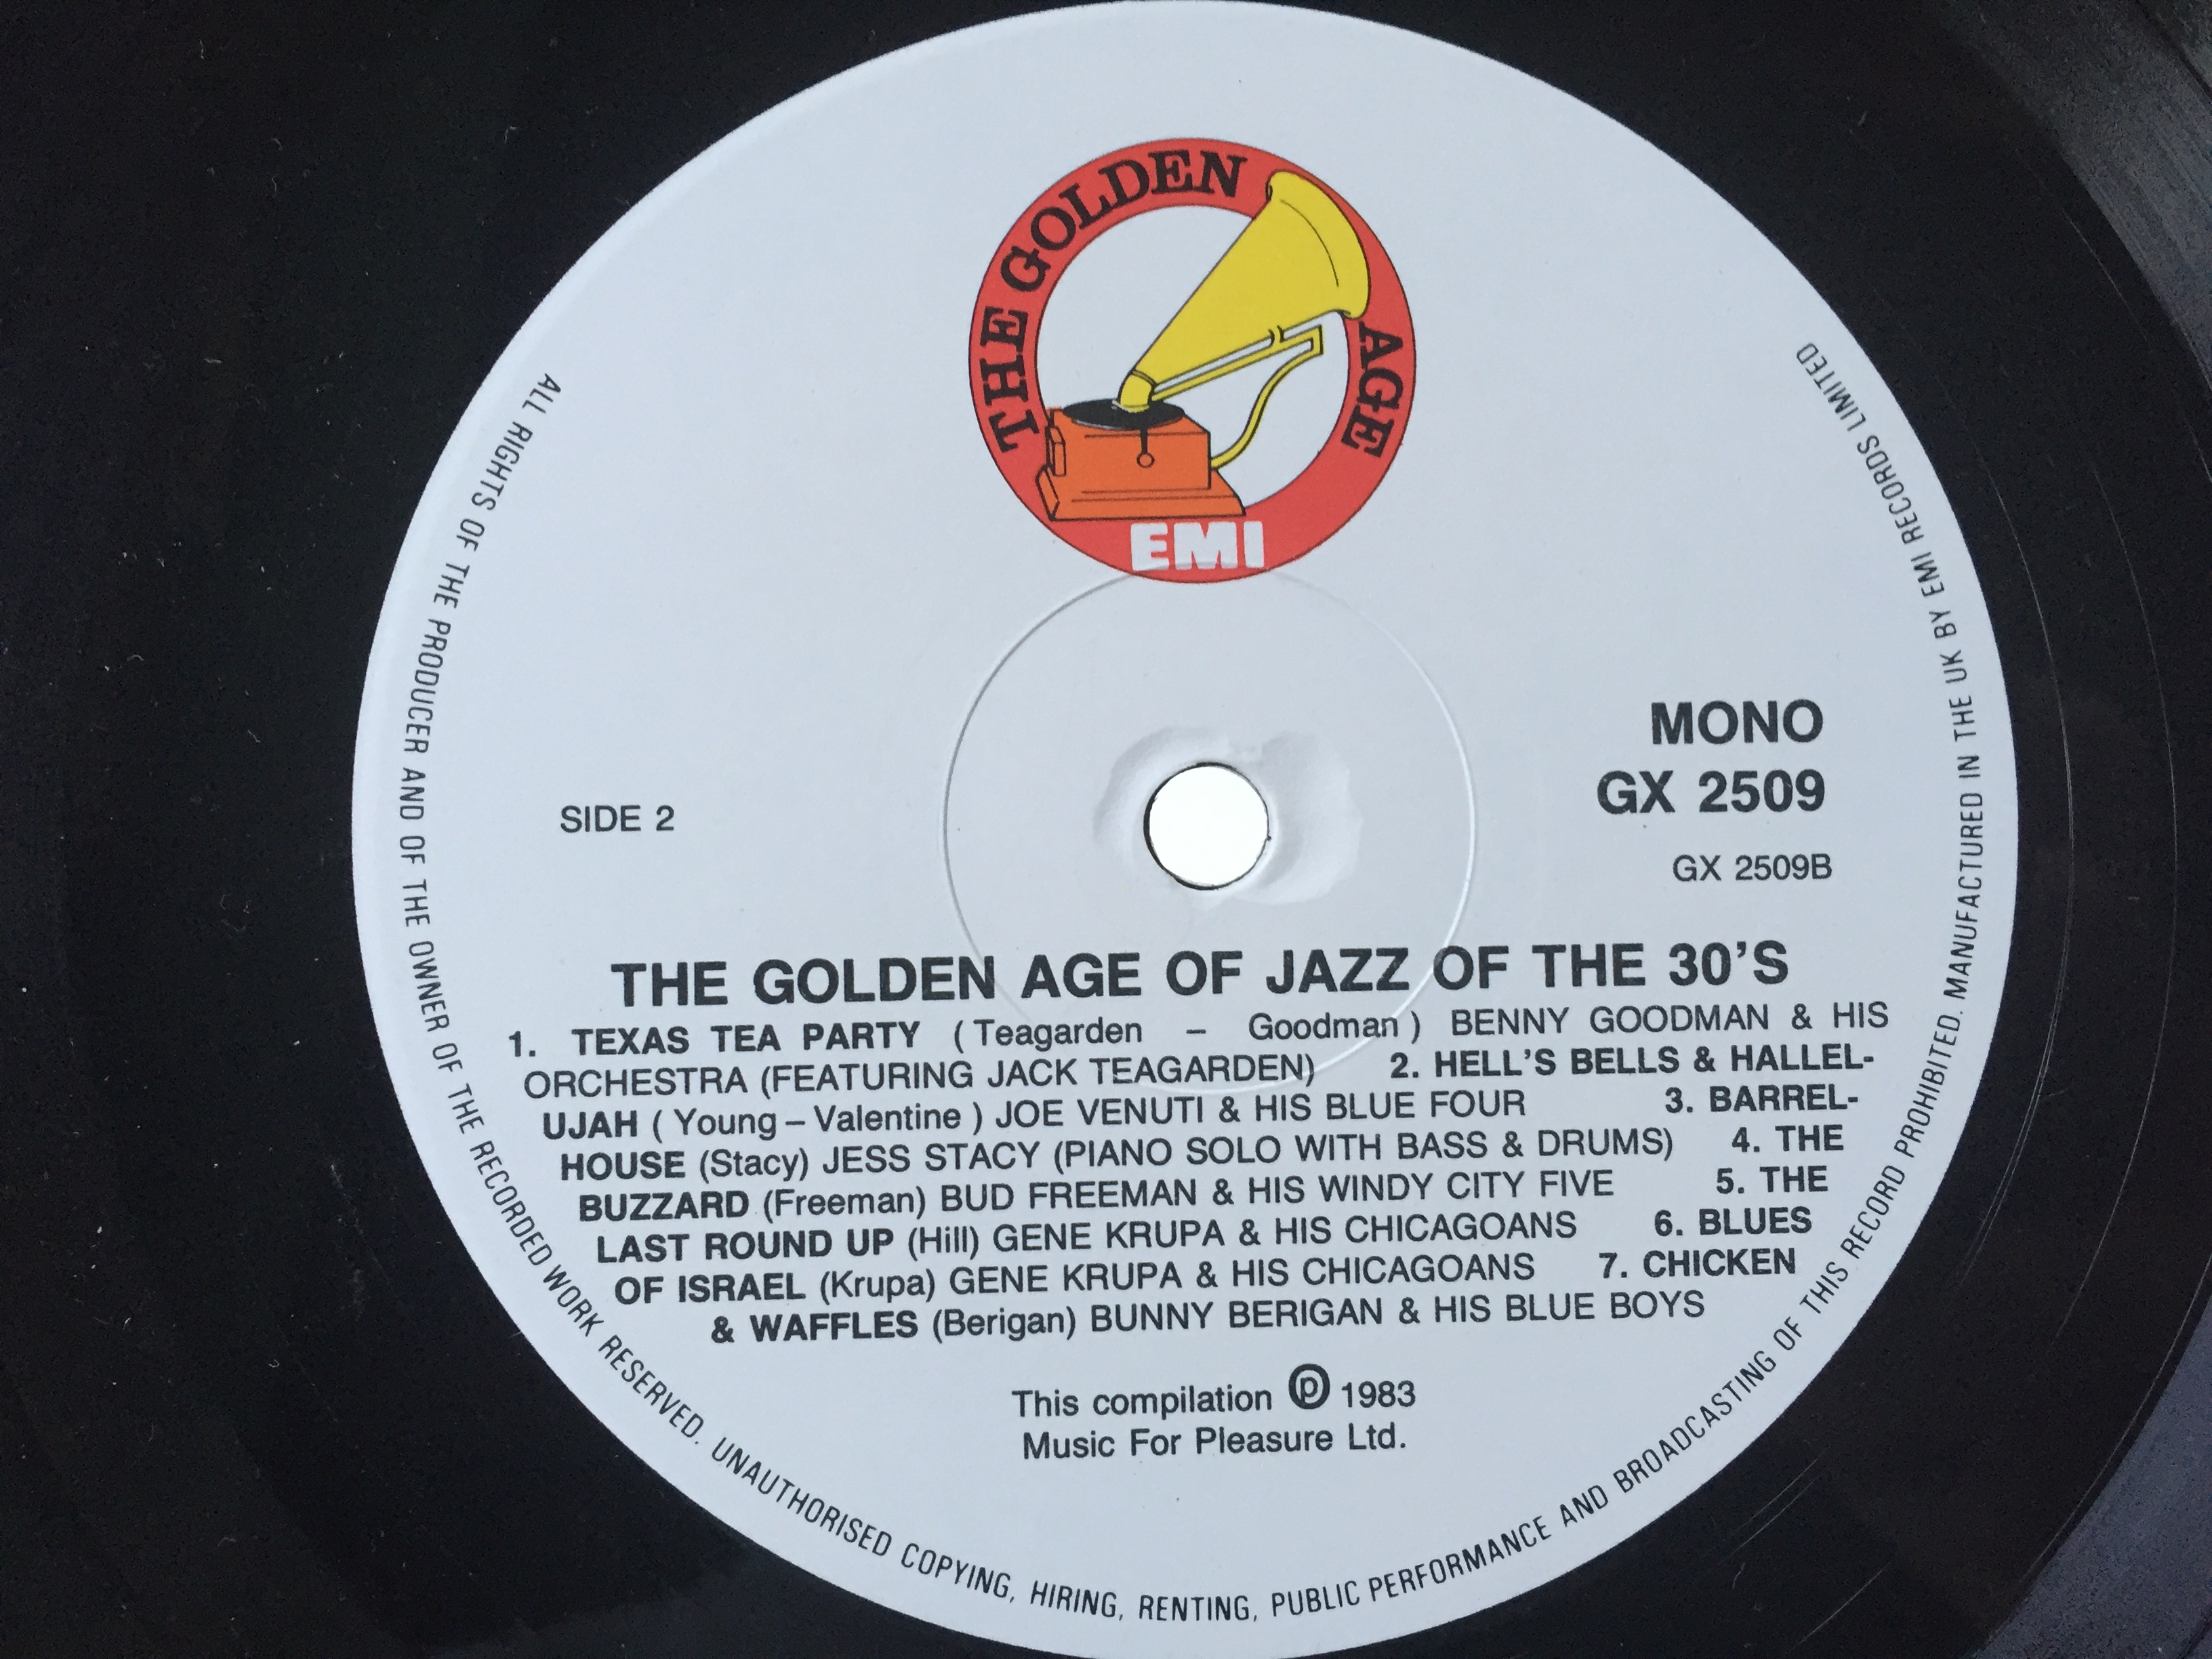 THE GOLDEN AGE
EMI
MONO
GX 2509
SIDE 2
GX 2509B
THE GOLDEN AGE OF JAZZ OF THE 30'S
1. TEXAS TEA PARTY (Teagarden – Goodman) BENNY GOODMAN & HIS
ORCHESTRA (FEATURING JACK TEAGARDEN) 2. HELL'S BELLS & HALLEL-
UJAH (Young – Valentine) JOE VENUTI & HIS BLUE FOUR 3. BARREL-
HOUSE (Stacy) JESS STACY (PIANO SOLO WITH BASS & DRUMS) 4. THE
BUZZARD (Freeman) BUD FREEMAN & HIS WINDY CITY FIVE 5. THE
LAST ROUND UP (Hill) GENE KRUPA & HIS CHICAGOANS 6. BLUES
OF ISRAEL (Krupa) GENE KRUPA & HIS CHICAGOANS 7. CHICKEN
& WAFFLES (Berigan) BUNNY BERIGAN & HIS BLUE BOYS
This compilation ℗ 1983
Music For Pleasure Ltd.
ALL RIGHTS OF THE PRODUCER AND OF THE OWNER OF THE RECORDED WORK RESERVED. UNAUTHORISED COPYING, HIRING, RENTING, PUBLIC PERFORMANCE AND BROADCASTING OF THIS RECORD PROHIBITED. MANUFACTURED IN THE UK BY EMI RECORDS LIMITED